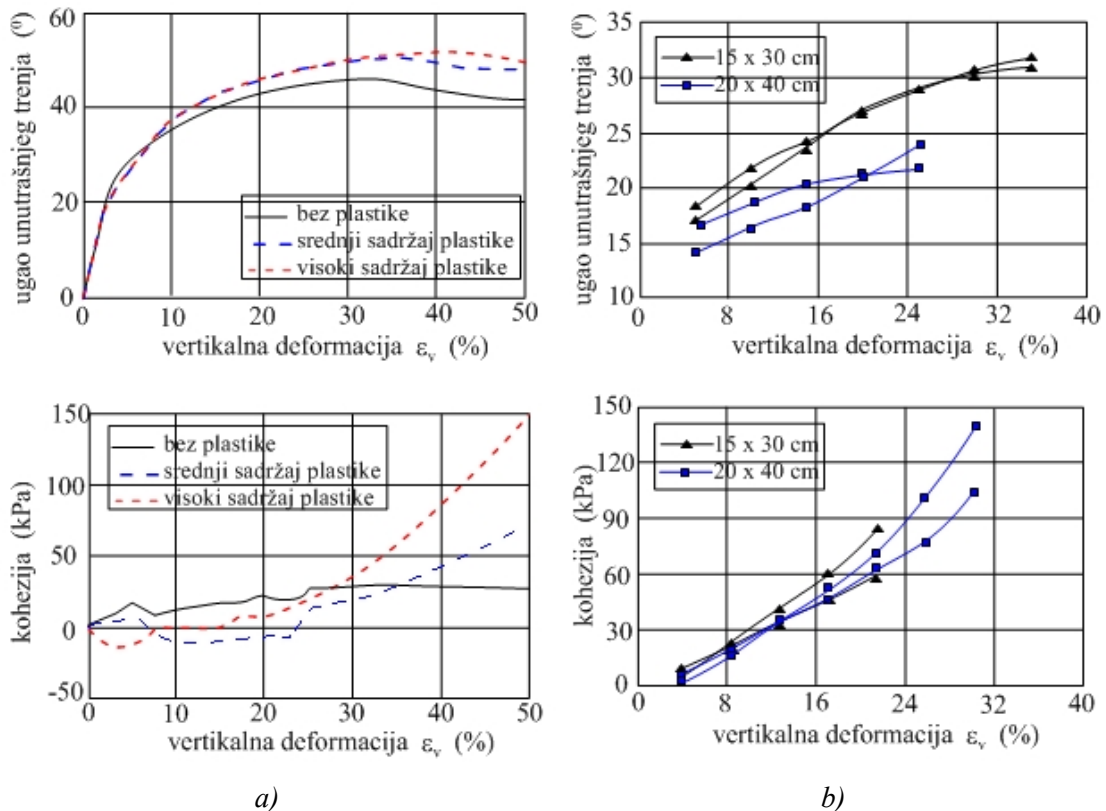 ugao unutrašnjeg trenja (⁰)
60
40
20
0
bez plastike
srednji sadržaj plastike
visoki sadržaj plastike
0 10 20 30 40 50
vertikalna deformacija εv (%)
ugao unutrašnjeg trenja (⁰)
35
30
25
20
15
10
15 x 30 cm
20 x 40 cm
0 8 16 24 32 40
vertikalna deformacija εv (%)
kohezija (kPa)
150
100
50
0
-50
bez plastike
srednji sadržaj plastike
visoki sadržaj plastike
0 10 20 30 40 50
vertikalna deformacija εv (%)
kohezija (kPa)
150
120
90
60
30
0
15 x 30 cm
20 x 40 cm
0 8 16 24 32 40
vertikalna deformacija εv (%)
a)
b)